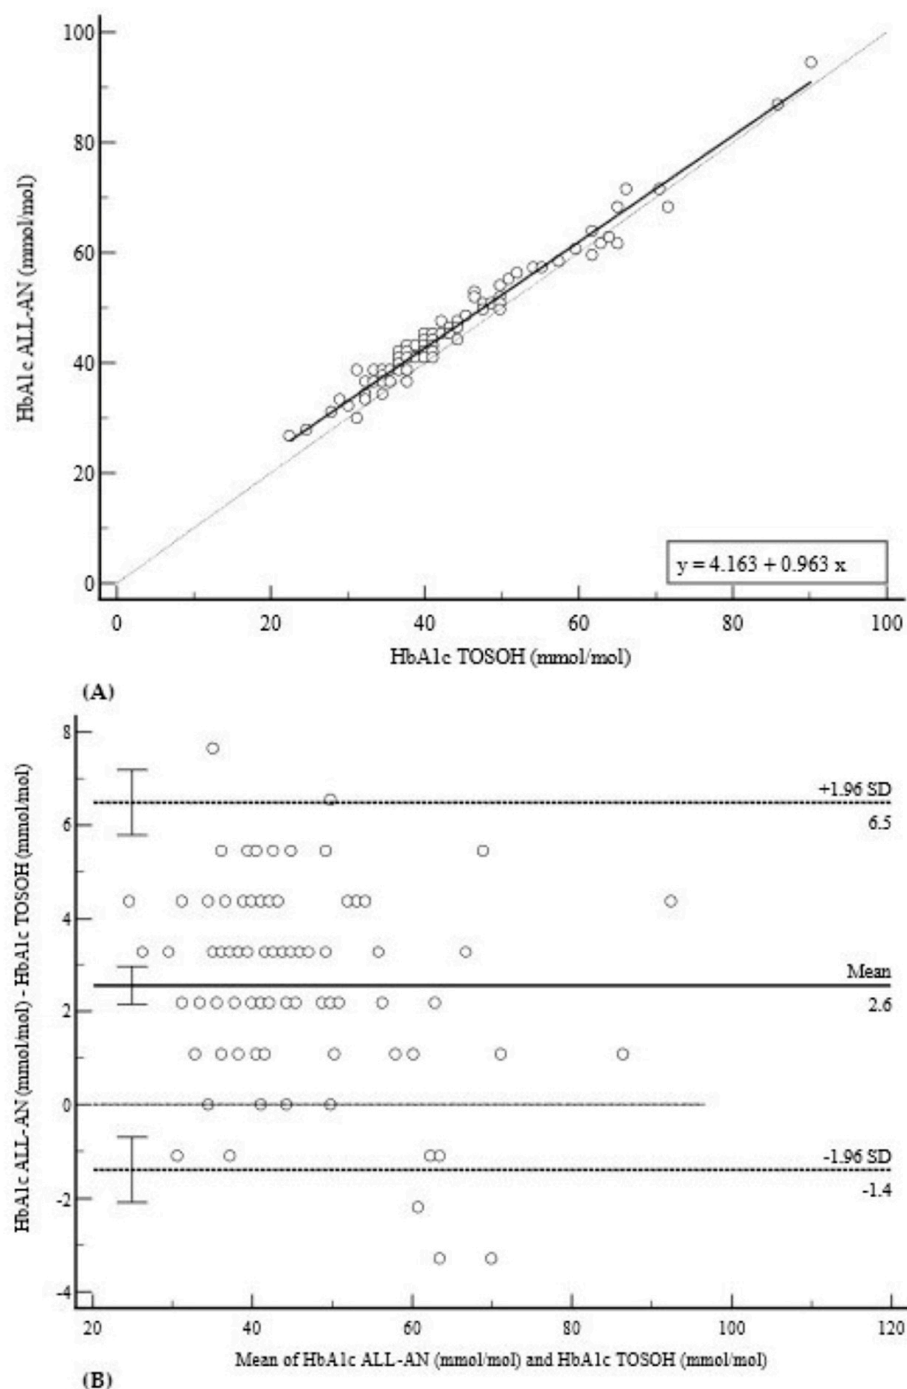 100
80
60
40
20
0
HbA1c ALL-AN (mmol/mol)
y = 4.163 + 0.963 x
0 20 40 60 80 100
HbA1c TOSOH (mmol/mol)
(A)
8
6
4
2
0
-2
-4
HbA1c ALL-AN (mmol/mol) - HbA1c TOSOH (mmol/mol)
+1.96 SD
6.5
Mean
2.6
-1.96 SD
-1.4
20 40 60 80 100 120
Mean of HbA1c ALL-AN (mmol/mol) and HbA1c TOSOH (mmol/mol)
(B)